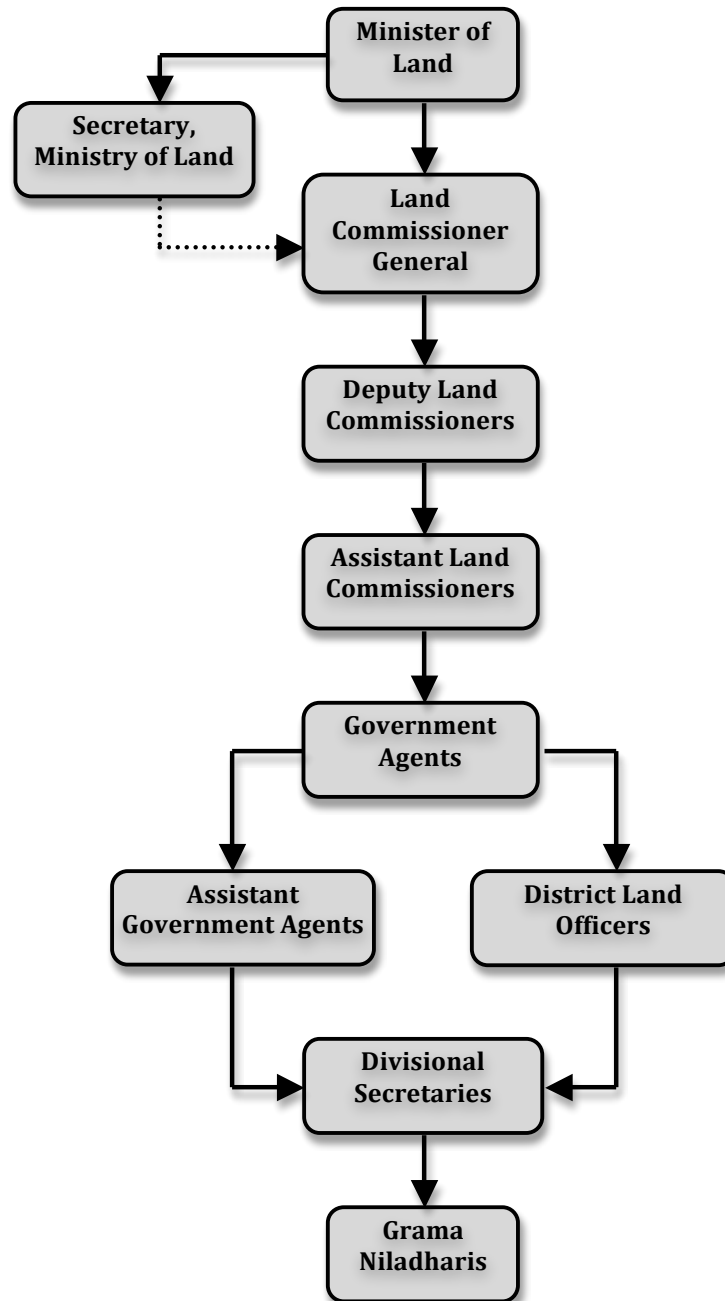 Minister of
Land
Secretary,
Ministry of Land
Land
Commissioner
General
Deputy Land
Commissioners
Assistant Land
Commissioners
Government
Agents
Assistant
Government Agents
District Land
Officers
Divisional
Secretaries
Grama
Niladharis